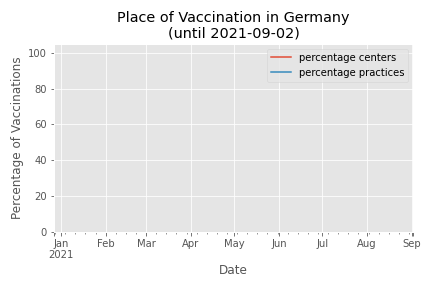 Place of Vaccination in Germany
(until 2021-09-02)
percentage centers
percentage practices
Percentage of Vaccinations
100
80
60
40
20
0
Jan Feb Mar Apr May Jun Jul Aug Sep
2021
Date